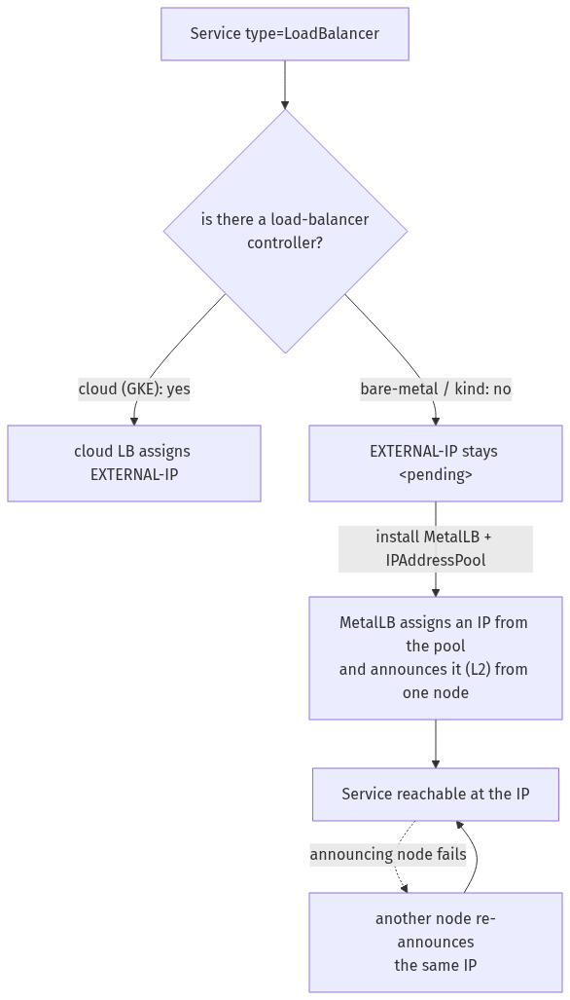 Service type=LoadBalancer
is there a load-balancer
controller?
cloud (GKE): yes
bare-metal / kind: no
cloud LB assigns
EXTERNAL-IP
EXTERNAL-IP stays
<pending>
install MetalLB +
IPAddressPool
MetalLB assigns an IP from
the pool
and announces it (L2) from
one node
Service reachable at the IP
announcing node fails
another node re-
announces
the same IP